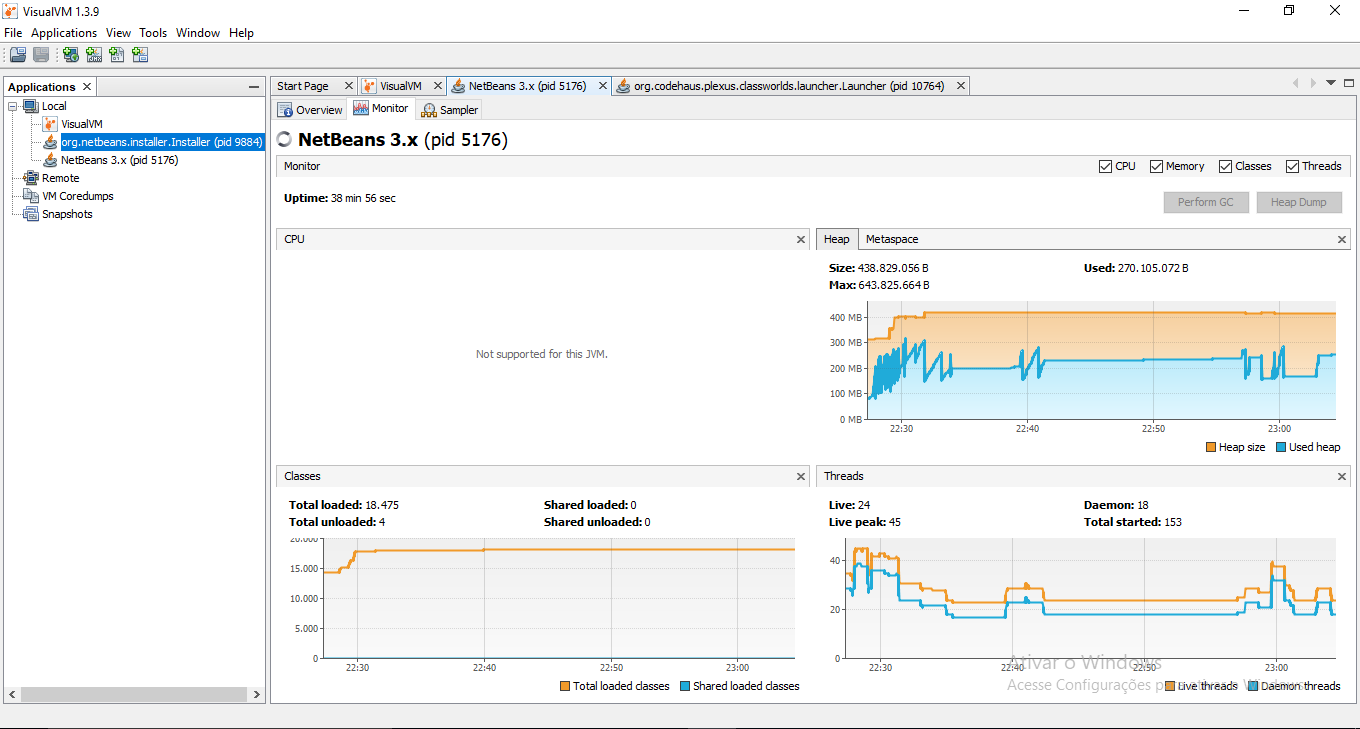 VisualVM 1.3.9
File Applications View Tools Window Help
Applications
Local
VisualVM
org.netbeans.installer.Installer (pid 9884)
NetBeans 3.x (pid 5176)
Remote
VM Coredumps
Snapshots
Start Page VisualVM NetBeans 3.x (pid 5176) org.codehaus.plexus.classworlds.launcher.Launcher (pid 10764)
Overview Monitor Sampler
NetBeans 3.x (pid 5176)
Monitor CPU Memory Classes Threads
Uptime: 38 min 56 sec Perform GC Heap Dump
CPU
Not supported for this JVM.
Heap Metaspace
Size: 438.829.056 B Used: 270.105.072 B
Max: 643.825.664 B
400 MB
300 MB
200 MB
100 MB
0 MB
22:30 22:40 22:50 23:00
Heap size Used heap
Classes
Total loaded: 18.475 Shared loaded: 0
Total unloaded: 4 Shared unloaded: 0
20.000
15.000
10.000
5.000
0
22:30 22:40 22:50 23:00
Total loaded classes Shared loaded classes
Threads
Live: 24 Daemon: 18
Live peak: 45 Total started: 153
40
20
0
22:30 22:40 22:50 23:00
Live threads Daemon threads
Ativar o Windows
Acesse Configurações para ativar o Windows.